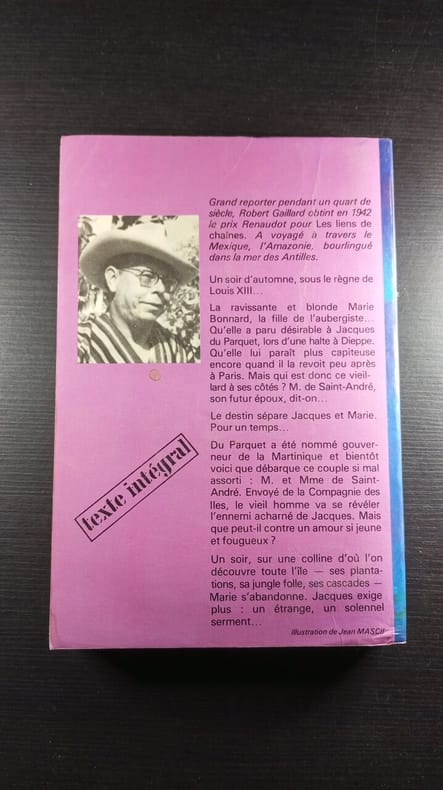 Grand reporter pendant un quart de
siècle, Robert Gaillard obtint en 1942
le prix Renaudot pour Les liens de
chaînes. A voyagé à travers le
Mexique, l'Amazonie, bourlingué
dans la mer des Antilles.
Un soir d'automne, sous le règne de
Louis XIII...
La ravissante et blonde Marie
Bonnard, la fille de l'aubergiste...
Qu'elle a paru désirable à Jacques
du Parquet, lors d'une halte à Dieppe.
Qu'elle lui paraît plus capiteuse
encore quand il la revoit peu après
à Paris. Mais qui est donc ce vieil-
lard à ses côtés ? M. de Saint-André,
son futur époux, dit-on...
Le destin sépare Jacques et Marie.
Pour un temps...
Du Parquet a été nommé gouver-
neur de la Martinique et bientôt
voici que débarque ce couple si mal
assorti : M. et Mme de Saint-
André. Envoyé de la Compagnie des
Iles, le vieil homme va se révéler
l'ennemi acharné de Jacques. Mais
que peut-il contre un amour si jeune
et fougueux ?
Un soir, sur une colline d'où l'on
découvre toute l'île — ses planta-
tions, sa jungle folle, ses cascades —
Marie s'abandonne. Jacques exige
plus : un étrange, un solennel
serment...
texte intégral
Illustration de Jean MASCII